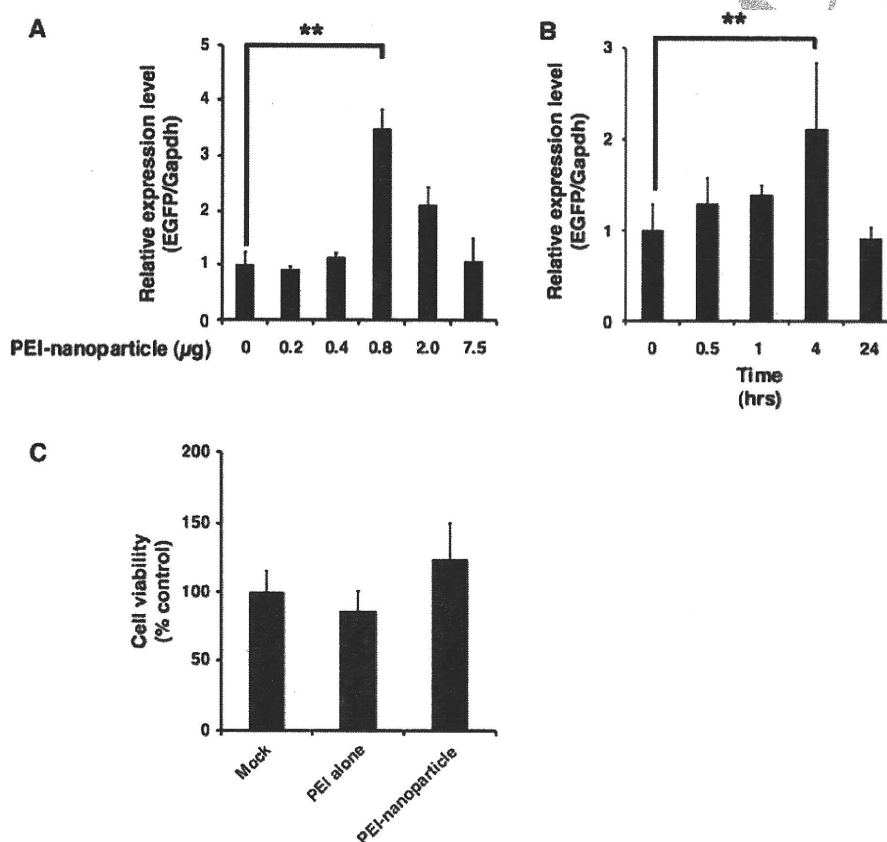 A
**
Relative expression level
(EGFP/Gapdh)
5
4
3
2
1
0
PEI-nanoparticle (µg) 0 0.2 0.4 0.8 2.0 7.5
B
**
Relative expression level
(EGFP/Gapdh)
3
2
1
0
0 0.5 1 4 24
Time
(hrs)
C
Cell viability
(% control)
200
150
100
50
0
Mock
PEI alone
PEI-nanoparticle